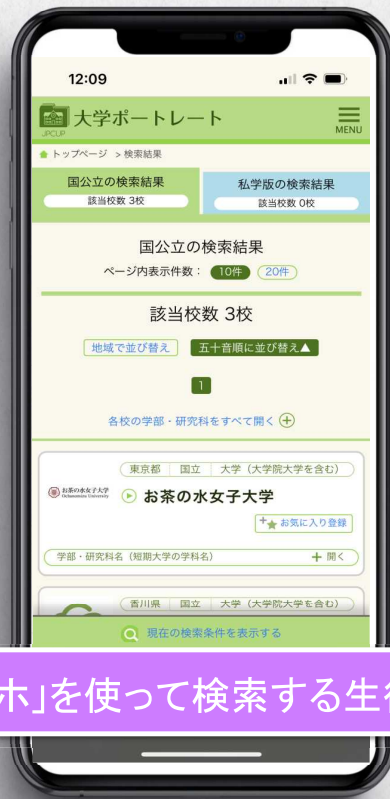 12:09
大学ポートレート
JPCUP
MENU
トップページ > 検索結果
国公立の検索結果
該当校数 3校
私学版の検索結果
該当校数 0校
国公立の検索結果
ページ内表示件数： 10件 20件
該当校数 3校
地域で並び替え 五十音順に並び替え▲
1
各校の学部・研究科をすべて開く
東京都 国立 大学（大学院大学を含む）
お茶の水女子大学
Ochanomizu University
お茶の水女子大学
お気に入り登録
学部・研究科名（短期大学の学科名） + 開く
香川県 国立 大学（大学院大学を含む）
現在の検索条件を表示する
ホ」を使って検索する生